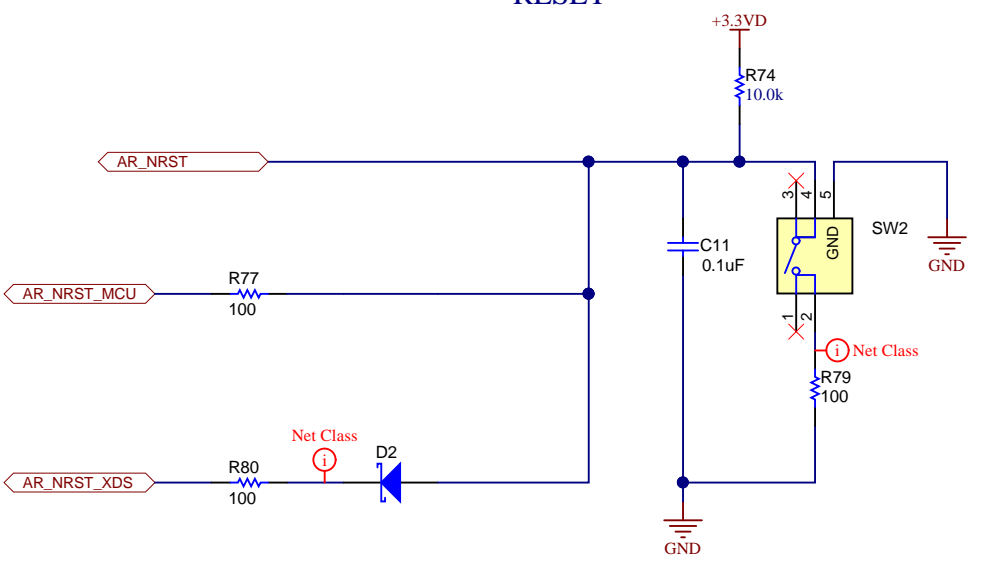 RESET
+3.3VD
R74
10.0k
AR_NRST
3
4
5
GND
SW2
C11
0.1uF
GND
R77
AR_NRST_MCU
100
1
2
i
Net Class
R79
100
Net Class
i
D2
R80
AR_NRST_XDS
100
GND